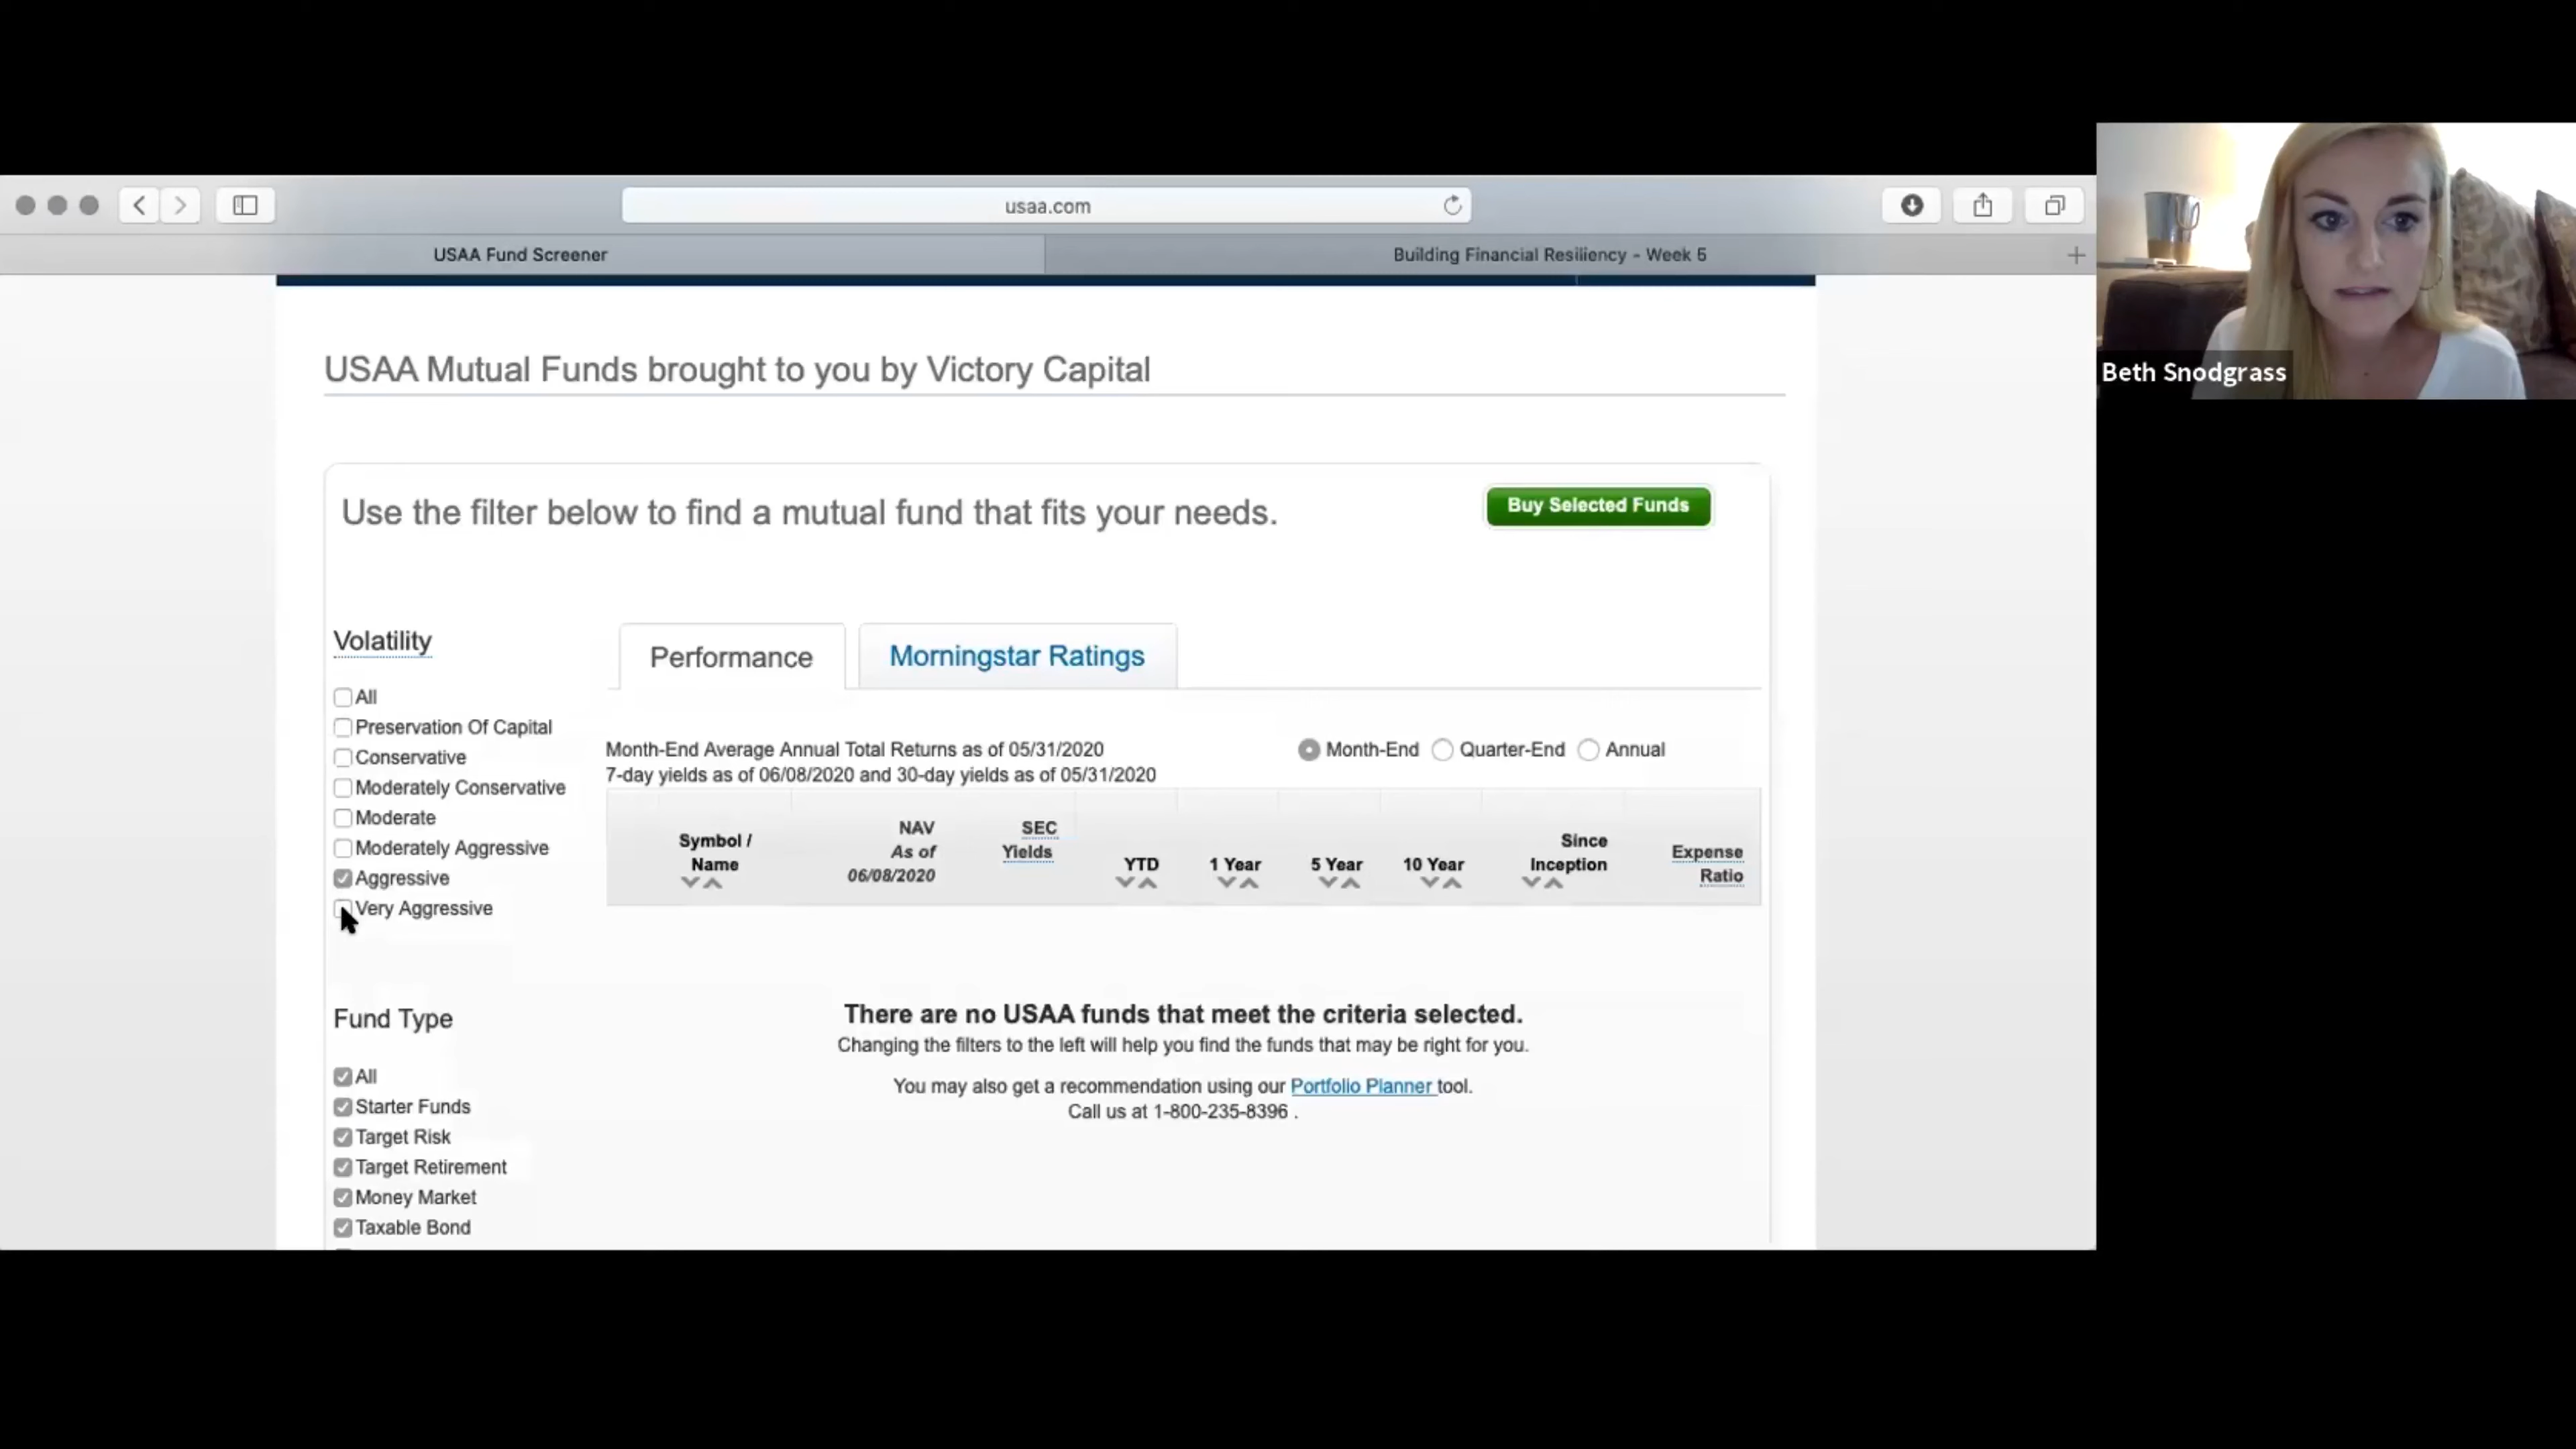 usaa.com
USAA Fund Screener
Building Financial Resiliency - Week 5
Beth Snodgrass
USAA Mutual Funds brought to you by Victory Capital
Use the filter below to find a mutual fund that fits your needs.
Buy Selected Funds
Volatility
All
Preservation Of Capital
Conservative
Moderately Conservative
Moderate
Moderately Aggressive
Aggressive
Very Aggressive
Fund Type
All
Starter Funds
Target Risk
Target Retirement
Money Market
Taxable Bond
Performance
Morningstar Ratings
Month-End Average Annual Total Returns as of 05/31/2020
7-day yields as of 06/08/2020 and 30-day yields as of 05/31/2020
Month-End Quarter-End Annual
Symbol /
Name
NAV
As of
06/08/2020
SEC
Yields
YTD
1 Year
5 Year
10 Year
Since
Inception
Expense
Ratio
There are no USAA funds that meet the criteria selected.
Changing the filters to the left will help you find the funds that may be right for you.
You may also get a recommendation using our Portfolio Planner tool.
Call us at 1-800-235-8396 .